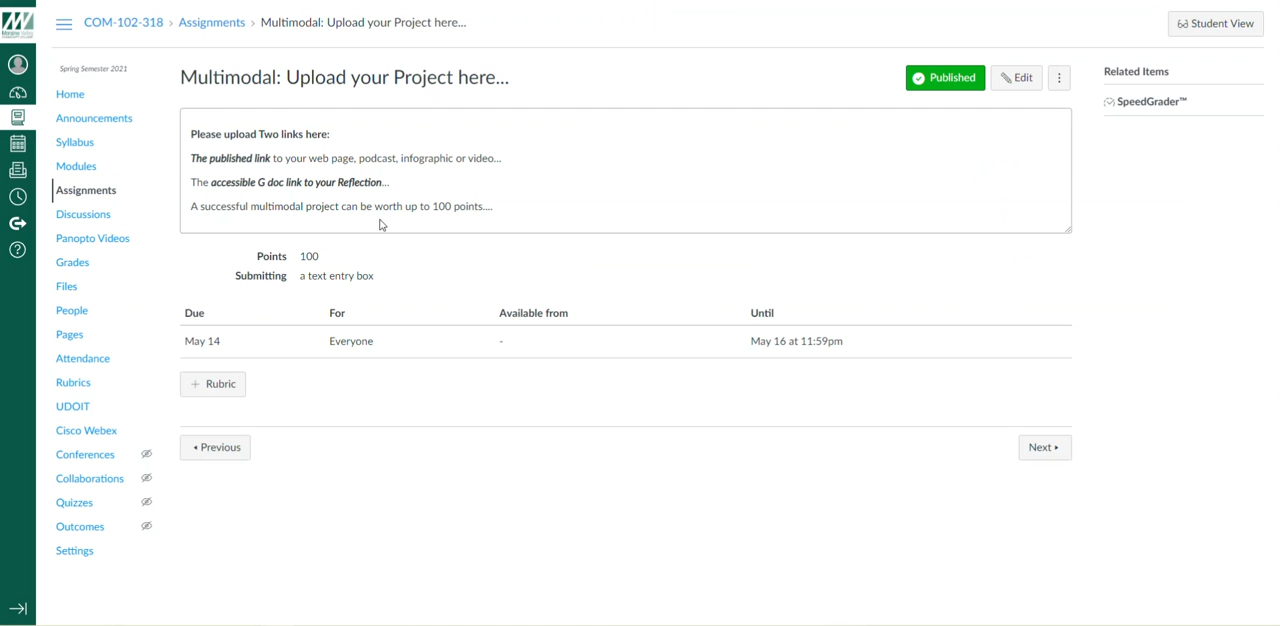 COM-102-318 › Assignments › Multimodal: Upload your Project here...
Student View
Spring Semester 2021
Home
Announcements
Syllabus
Modules
Assignments
Discussions
Panopto Videos
Grades
Files
People
Pages
Attendance
Rubrics
UDOIT
Cisco Webex
Conferences
Collaborations
Quizzes
Outcomes
Settings
Multimodal: Upload your Project here...
Published
Edit
Please upload Two links here:
The published link to your web page, podcast, infographic or video...
The accessible G doc link to your Reflection...
A successful multimodal project can be worth up to 100 points....
Points 100
Submitting a text entry box
Due For Available from Until
May 14 Everyone - May 16 at 11:59pm
+ Rubric
Previous
Next
Related Items
SpeedGrader™